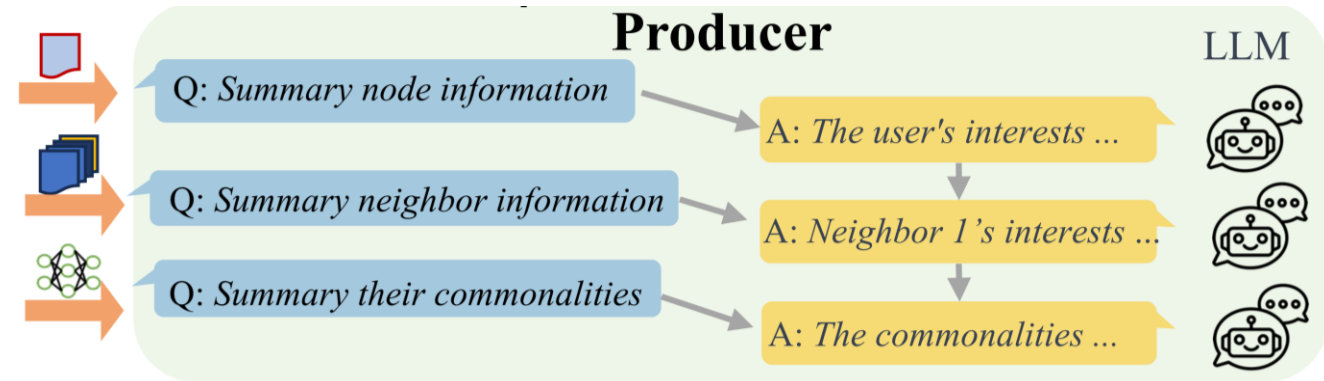 Producer
LLM
Q: Summary node information
A: The user's interests ...
Q: Summary neighbor information
A: Neighbor 1’s interests ...
Q: Summary their commonalities
A: The commonalities ...